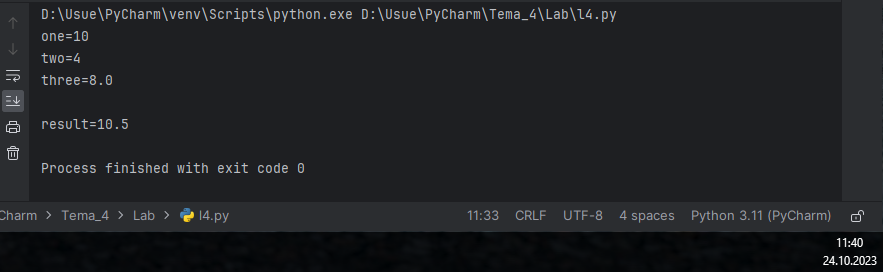 D:\Usue\PyCharm\venv\Scripts\python.exe D:\Usue\PyCharm\Tema_4\Lab\l4.py
one=10
two=4
three=8.0
result=10.5
Process finished with exit code 0
Charm > Tema_4 > Lab > l4.py 11:33 CRLF UTF-8 4 spaces Python 3.11 (PyCharm)
11:40
24.10.2023